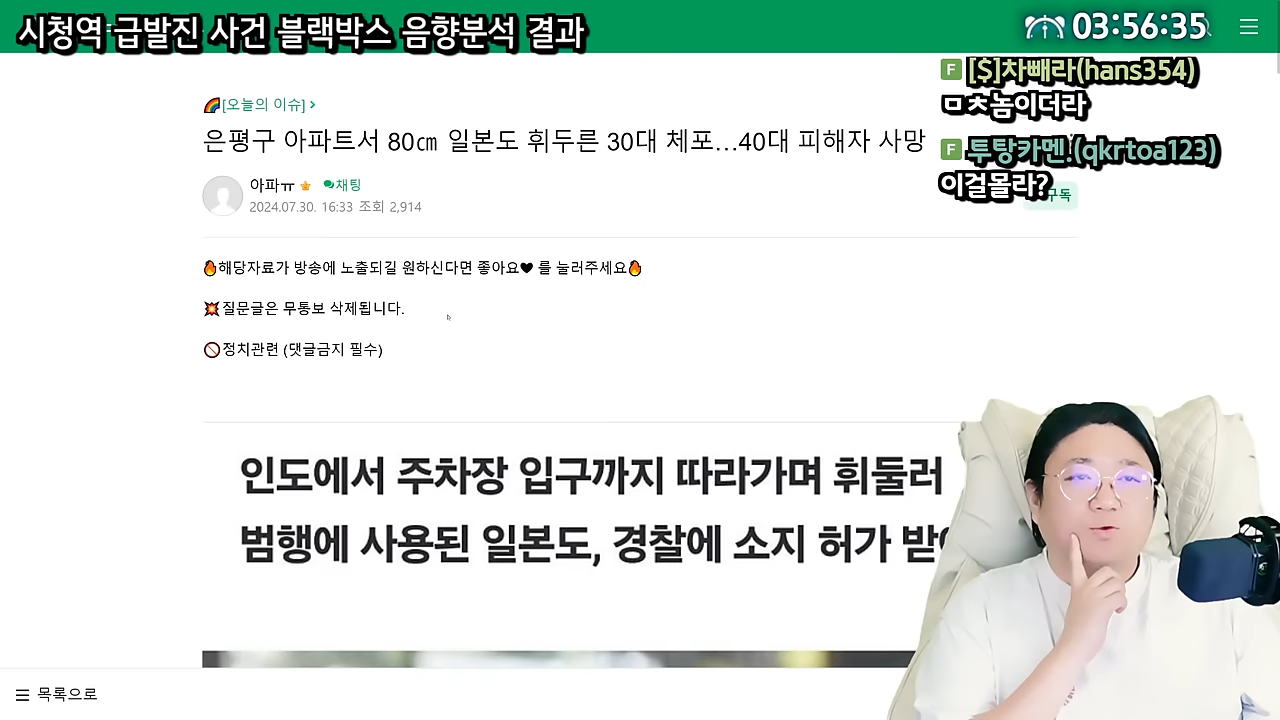 시청역 급발진 사건 블랙박스 음향분석 결과
03:56:35
[$]차빼라(hans354)
ㅁㅊ놈이더라
투탕카멘.(qkrtoa123)
이걸몰라?
[오늘의 이슈]
은평구 아파트서 80㎝ 일본도 휘두른 30대 체포…40대 피해자 사망
아파ㅠ 채팅
2024.07.30. 16:33 조회 2,914
구독
🔥해당자료가 방송에 노출되길 원하신다면 좋아요🖤 를 눌러주세요🔥
💥질문글은 무통보 삭제됩니다.
🚫정치관련 (댓글금지 필수)
인도에서 주차장 입구까지 따라가며 휘둘러
범행에 사용된 일본도, 경찰에 소지 허가
목록으로